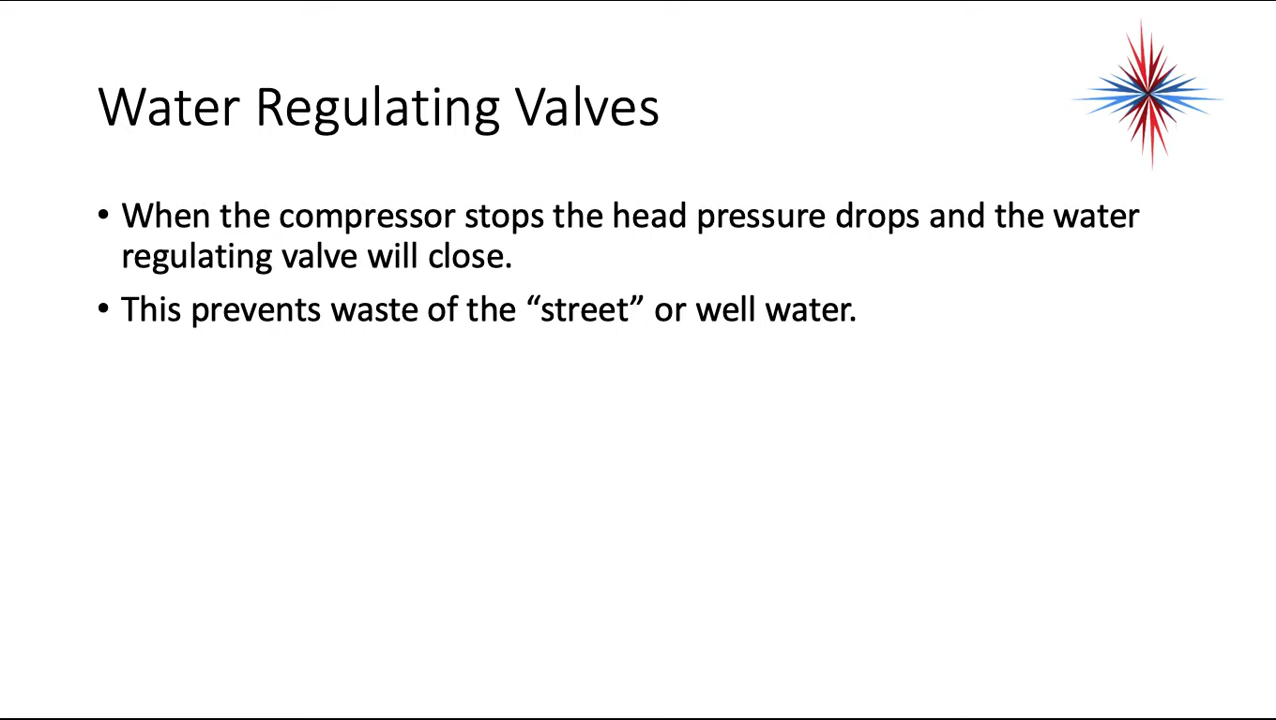 Water Regulating Valves
• When the compressor stops the head pressure drops and the water
regulating valve will close.
• This prevents waste of the “street” or well water.